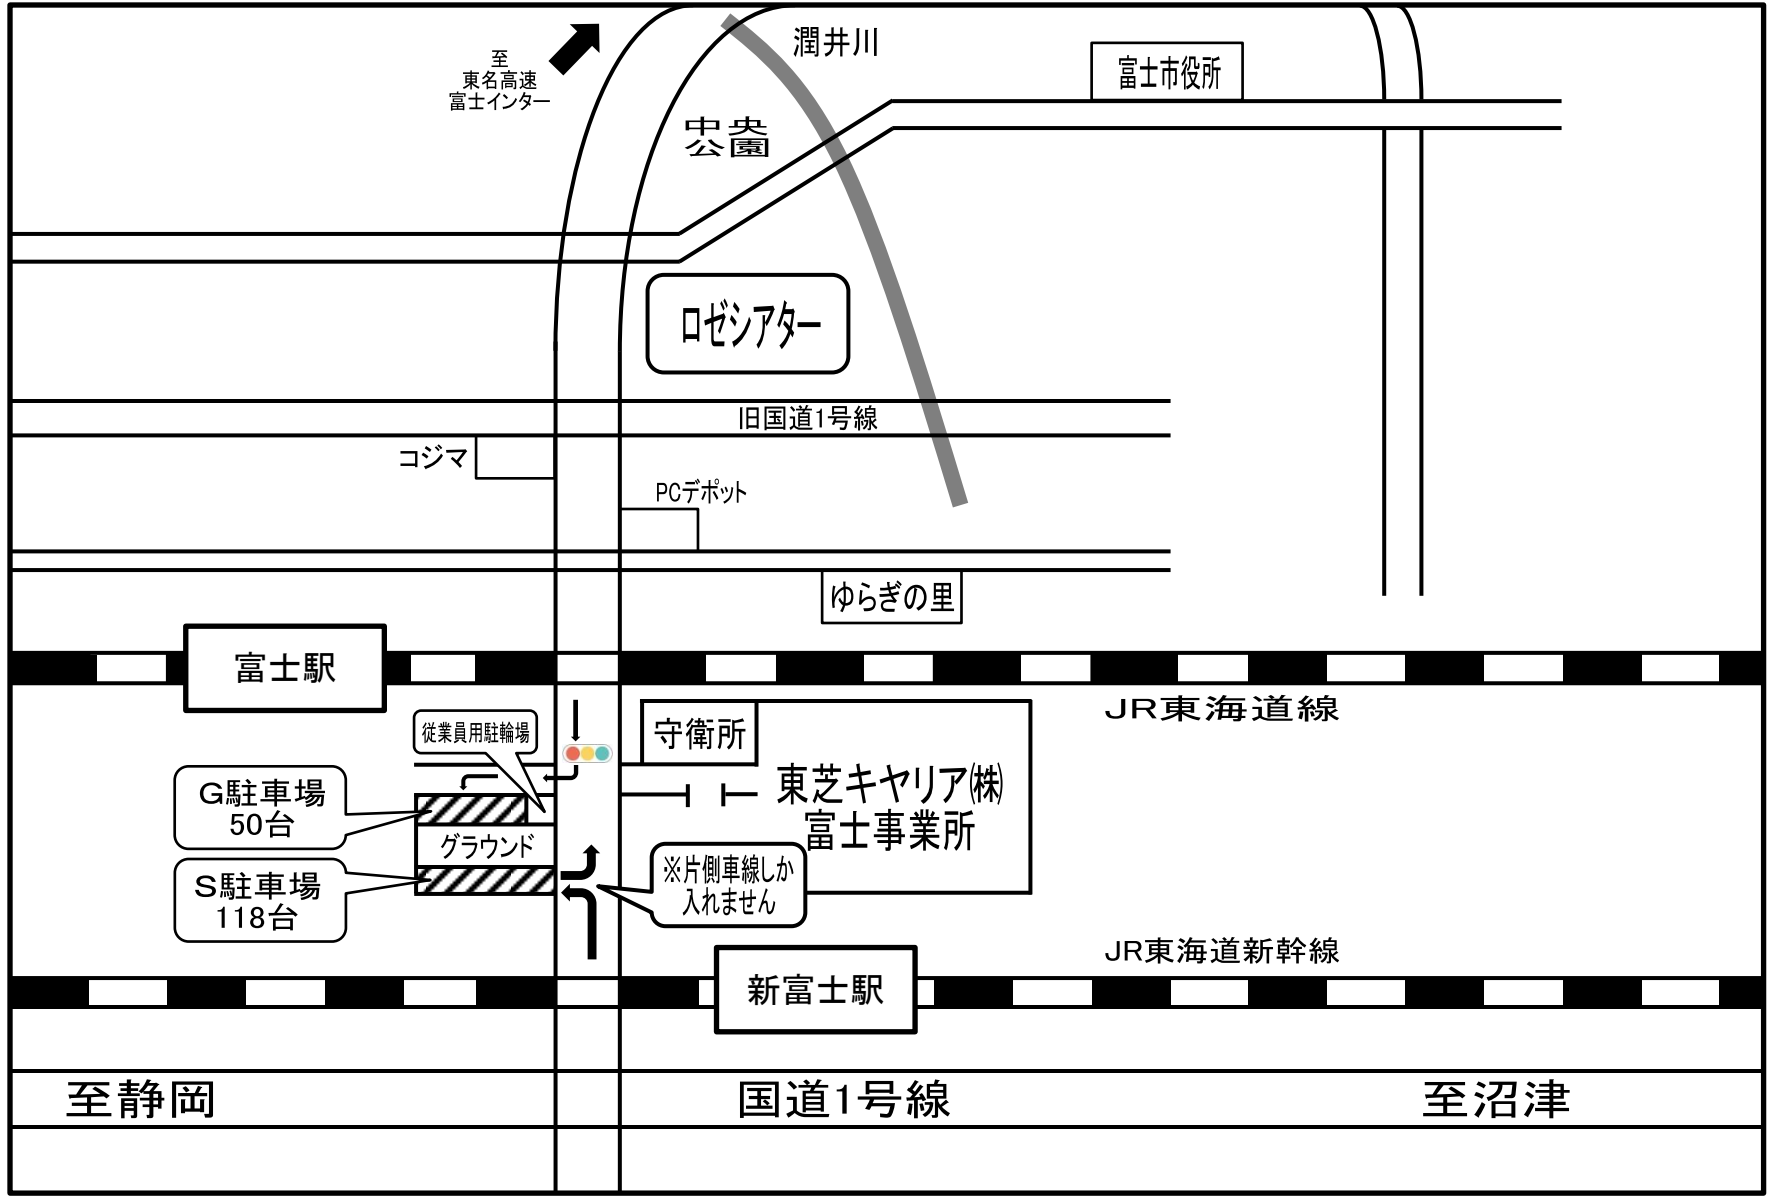 潤井川
至
東名高速
富士インター
富士市役所
中央
公園
ロゼシアター
旧国道1号線
コジマ
PCデポット
ゆらぎの里
富士駅
JR東海道線
従業員用駐輪場
守衛所
G駐車場
50台
東芝キヤリア㈱
富士事業所
グラウンド
S駐車場
118台
※片側車線しか
入れません
JR東海道新幹線
新富士駅
至静岡
国道1号線
至沼津